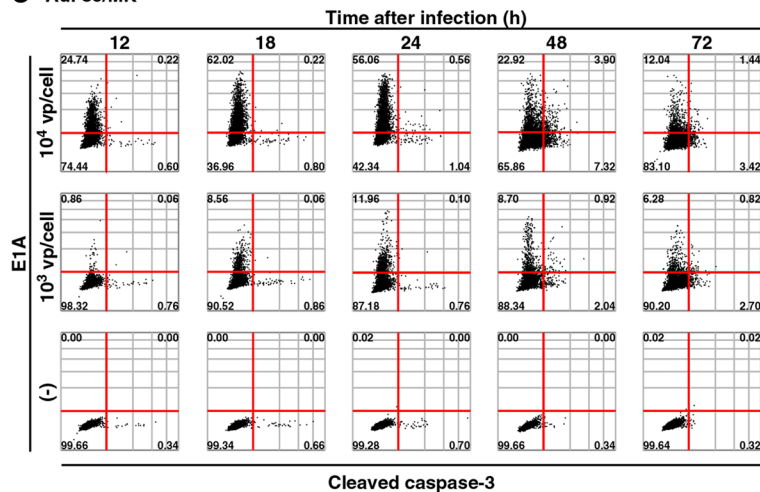 Time after infection (h)
12 18 24 48 72
10⁴ vp/cell
24.74 0.22 62.02 0.22 56.06 0.56 22.92 3.90 12.04 1.44
74.44 0.60 36.96 0.80 42.34 1.04 65.86 7.32 83.10 3.42
E1A
10³ vp/cell
0.86 0.06 8.56 0.06 11.96 0.10 8.70 0.92 6.28 0.82
98.32 0.76 90.52 0.86 87.18 0.76 88.34 2.04 90.20 2.70
(-)
0.00 0.00 0.00 0.00 0.02 0.00 0.00 0.00 0.02 0.02
99.66 0.34 99.34 0.66 99.28 0.70 99.66 0.34 99.64 0.32
Cleaved caspase-3